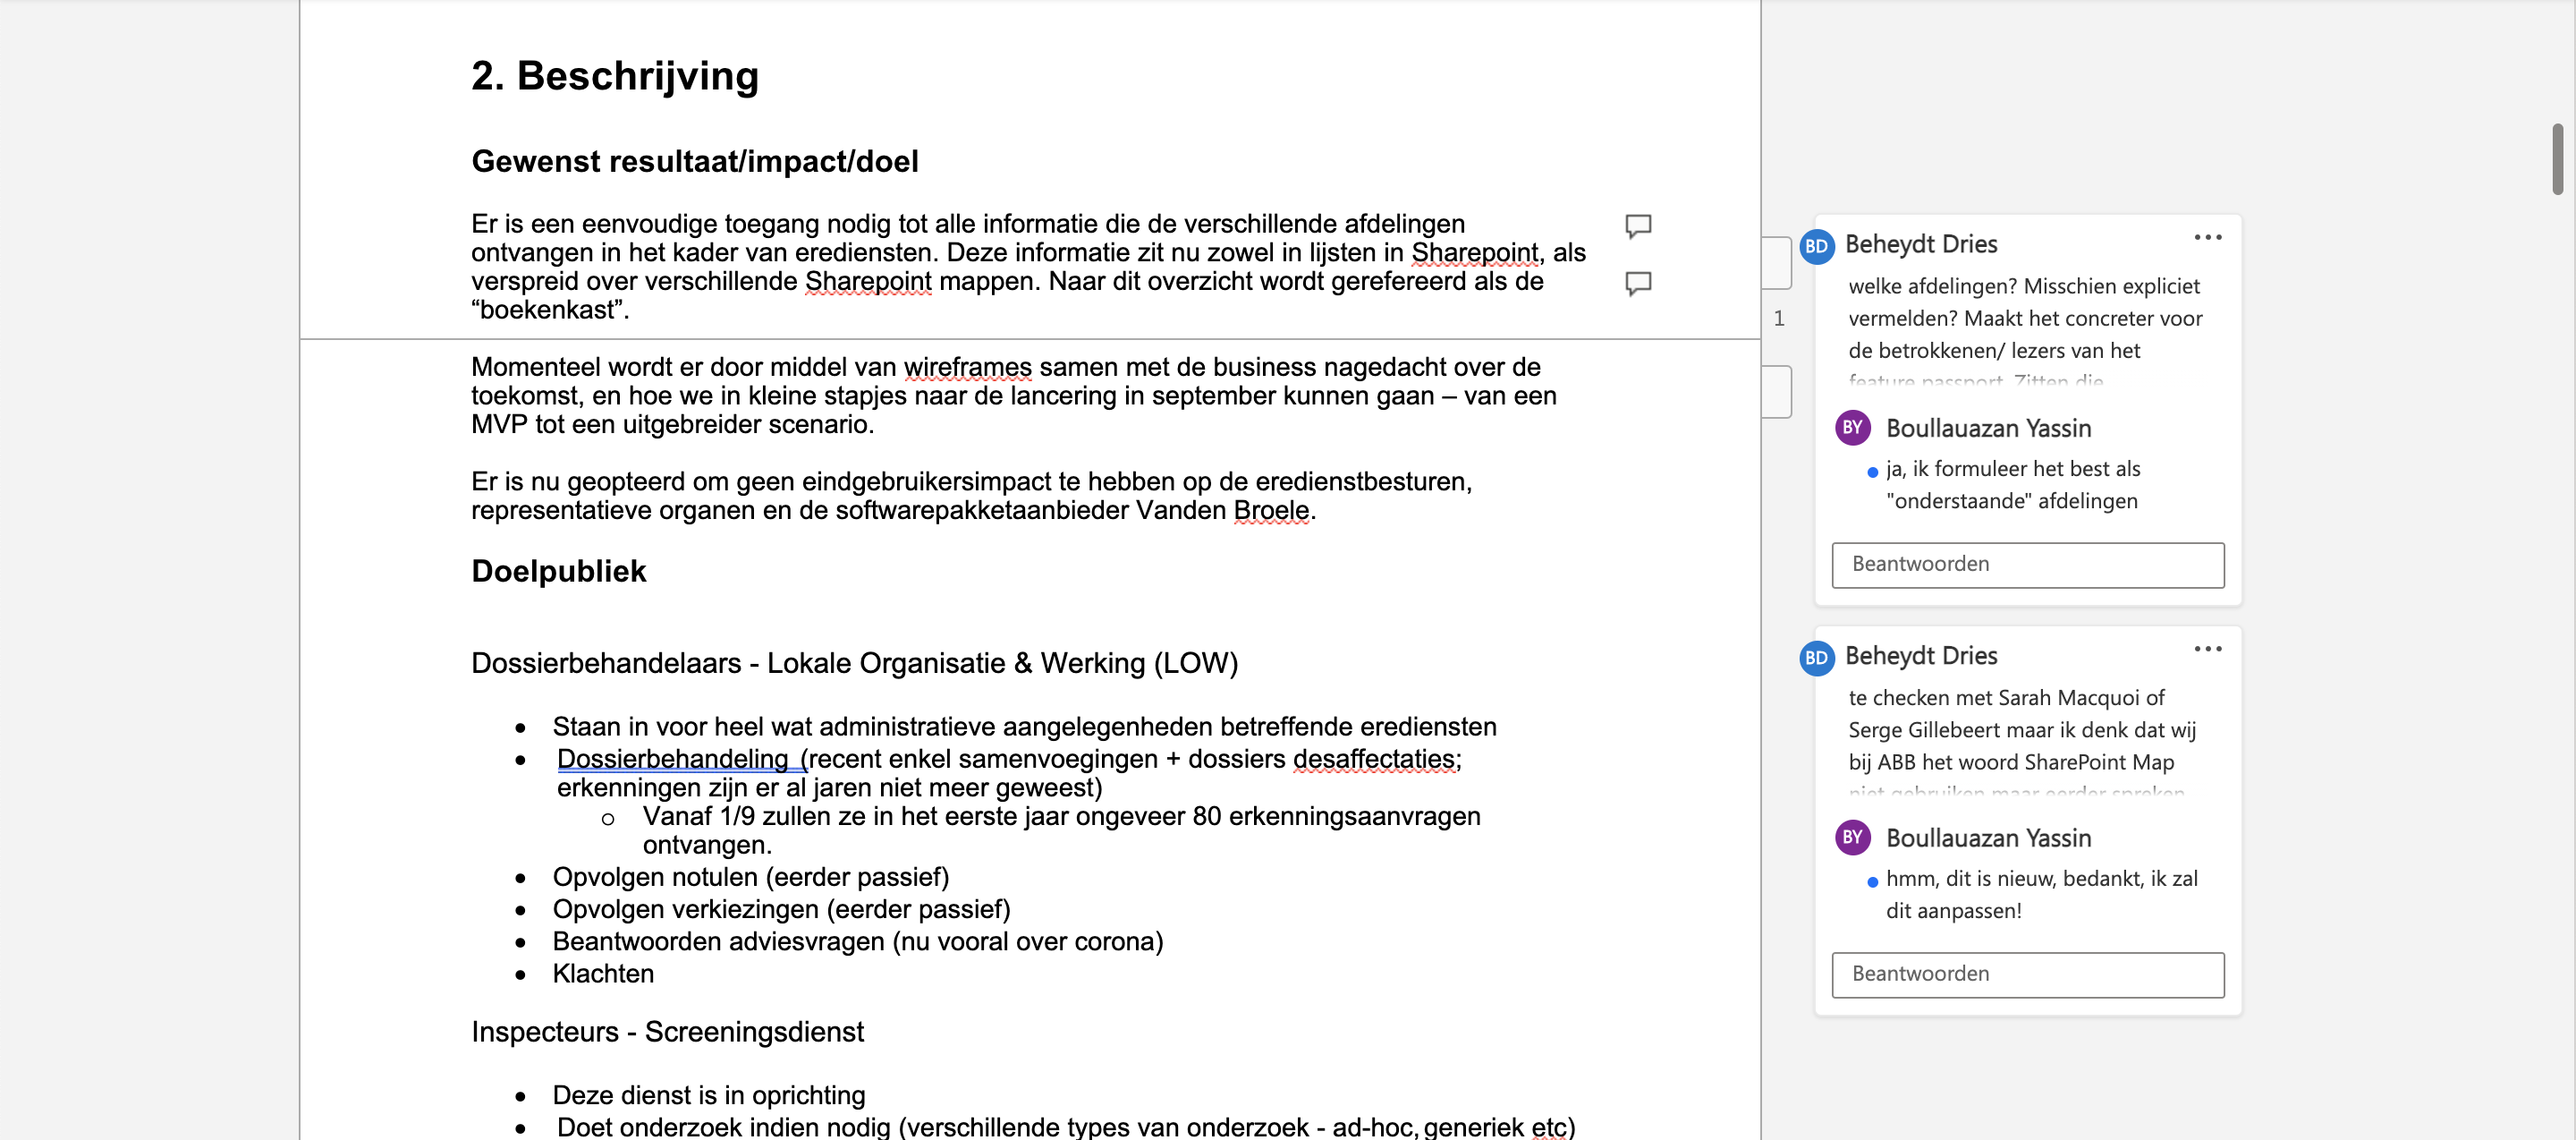 2. Beschrijving
Gewenst resultaat/impact/doel
Er is een eenvoudige toegang nodig tot alle informatie die de verschillende afdelingen
ontvangen in het kader van erediensten. Deze informatie zit nu zowel in lijsten in Sharepoint, als
verspreid over verschillende Sharepoint mappen. Naar dit overzicht wordt gerefereerd als de
“boekenkast”.
Momenteel wordt er door middel van wireframes samen met de business nagedacht over de
toekomst, en hoe we in kleine stapjes naar de lancering in september kunnen gaan – van een
MVP tot een uitgebreider scenario.
Er is nu geopteerd om geen eindgebruikersimpact te hebben op de eredienstbesturen,
representatieve organen en de softwarepakketaanbieder Vanden Broele.
Doelpubliek
Dossierbehandelaars - Lokale Organisatie & Werking (LOW)
• Staan in voor heel wat administratieve aangelegenheden betreffende erediensten
• Dossierbehandeling (recent enkel samenvoegingen + dossiers desaffectaties;
erkenningen zijn er al jaren niet meer geweest)
o Vanaf 1/9 zullen ze in het eerste jaar ongeveer 80 erkenningsaanvragen
ontvangen.
• Opvolgen notulen (eerder passief)
• Opvolgen verkiezingen (eerder passief)
• Beantwoorden adviesvragen (nu vooral over corona)
• Klachten
Inspecteurs - Screeningsdienst
• Deze dienst is in oprichting
• Doet onderzoek indien nodig (verschillende types van onderzoek - ad-hoc, generiek etc)
1
BD Beheydt Dries
welke afdelingen? Misschien expliciet
vermelden? Maakt het concreter voor
de betrokkenen/ lezers van het
feature passport. Zitten die
BY Boullauazan Yassin
ja, ik formuleer het best als
"onderstaande" afdelingen
Beantwoorden
BD Beheydt Dries
te checken met Sarah Macquoi of
Serge Gillebeert maar ik denk dat wij
bij ABB het woord SharePoint Map
niet gebruiken maar eerder spreken
BY Boullauazan Yassin
hmm, dit is nieuw, bedankt, ik zal
dit aanpassen!
Beantwoorden